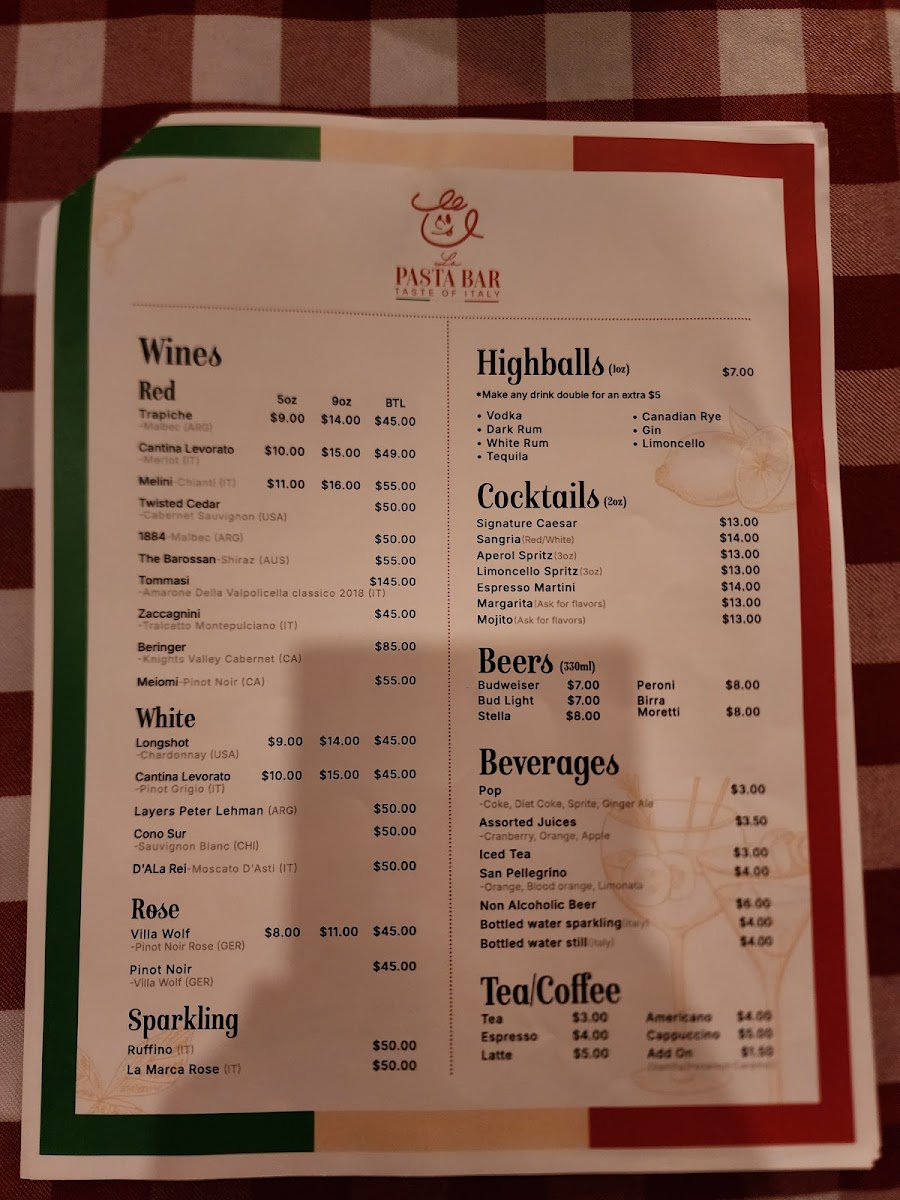 La
PASTA BAR
TASTE OF ITALY
Wines
Red 5oz 9oz BTL
Trapiche $9.00 $14.00 $45.00
-Malbec (ARG)
Cantina Levorato $10.00 $15.00 $49.00
-Merlot (IT)
Melini-Chianti (IT) $11.00 $16.00 $55.00
Twisted Cedar $50.00
-Cabernet Sauvignon (USA)
1884-Malbec (ARG) $50.00
The Barossan-Shiraz (AUS) $55.00
Tommasi $145.00
-Amarone Della Valpolicella classico 2018 (IT)
Zaccagnini $45.00
-Tralcetto Montepulciano (IT)
Beringer $85.00
-Knights Valley Cabernet (CA)
Meiomi-Pinot Noir (CA) $55.00
White
Longshot $9.00 $14.00 $45.00
-Chardonnay (USA)
Cantina Levorato $10.00 $15.00 $45.00
-Pinot Grigio (IT)
Layers Peter Lehman (ARG) $50.00
Cono Sur $50.00
-Sauvignon Blanc (CHI)
D'ALa Rei-Moscato D'Asti (IT) $50.00
Rose
Villa Wolf $8.00 $11.00 $45.00
-Pinot Noir Rose (GER)
Pinot Noir $45.00
-Villa Wolf (GER)
Sparkling
Ruffino (IT) $50.00
La Marca Rose (IT) $50.00
Highballs (1oz) $7.00
*Make any drink double for an extra $5
• Vodka • Canadian Rye
• Dark Rum • Gin
• White Rum • Limoncello
• Tequila
Cocktails (2oz)
Signature Caesar $13.00
Sangria(Red/White) $14.00
Aperol Spritz(3oz) $13.00
Limoncello Spritz(3oz) $13.00
Espresso Martini $14.00
Margarita(Ask for flavors) $13.00
Mojito(Ask for flavors) $13.00
Beers (330ml)
Budweiser $7.00 Peroni $8.00
Bud Light $7.00 Birra
Stella $8.00 Moretti $8.00
Beverages
Pop $3.00
-Coke, Diet Coke, Sprite, Ginger Ale
Assorted Juices $3.50
-Cranberry, Orange, Apple
Iced Tea $3.00
San Pellegrino $4.00
-Orange, Blood orange, Limonata
Non Alcoholic Beer $6.00
Bottled water sparkling(Italy) $4.00
Bottled water still(Italy) $4.00
Tea/Coffee
Tea $3.00 Americano $4.00
Espresso $4.00 Cappuccino $5.00
Latte $5.00 Add On $1.50